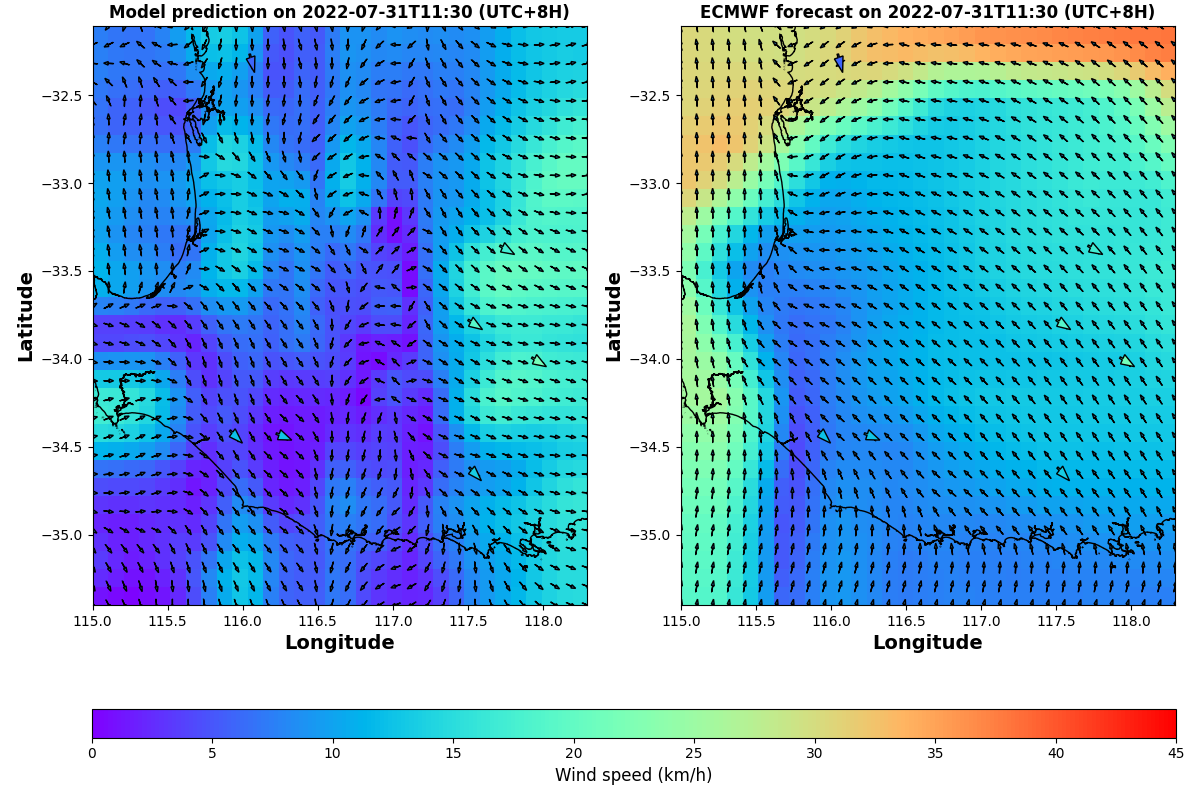 Model prediction on 2022-07-31T11:30 (UTC+8H)
ECMWF forecast on 2022-07-31T11:30 (UTC+8H)
Latitude
−32.5
−33.0
−33.5
−34.0
−34.5
−35.0
115.0 115.5 116.0 116.5 117.0 117.5 118.0
Longitude
Latitude
−32.5
−33.0
−33.5
−34.0
−34.5
−35.0
115.0 115.5 116.0 116.5 117.0 117.5 118.0
Longitude
0 5 10 15 20 25 30 35 40 45
Wind speed (km/h)